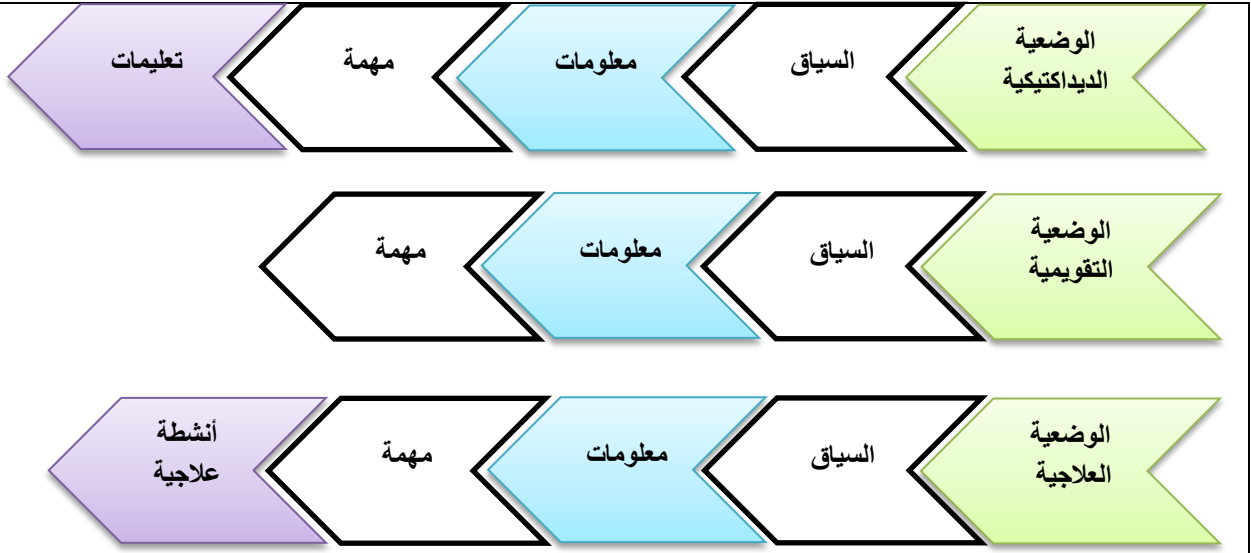 الوضعية
الديداكتيكية
السياق
معلومات
مهمة
تعليمات
الوضعية
التقويمية
السياق
معلومات
مهمة
الوضعية
العلاجية
السياق
معلومات
مهمة
أنشطة
علاجية